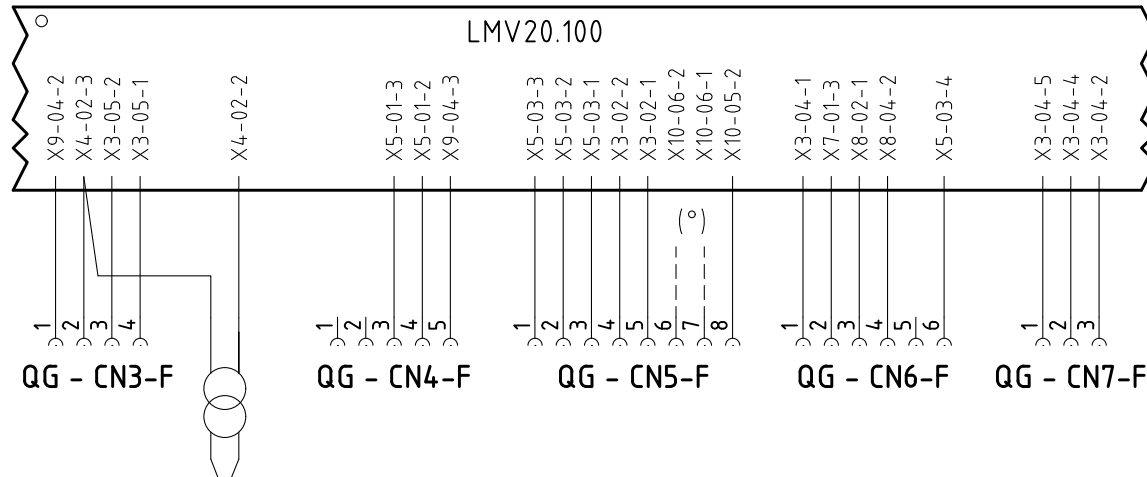 LMV20.100
X9-04-2
X4-02-3
X3-05-2
X3-05-1
X4-02-2
X5-01-3
X5-01-2
X9-04-3
X5-03-3
X5-03-2
X5-03-1
X3-02-2
X3-02-1
X10-06-2
X10-06-1
X10-05-2
X3-04-1
X7-01-3
X8-02-1
X8-04-2
X5-03-4
X3-04-5
X3-04-4
X3-04-2
(°)
1 2 3 4
1 2 3 4 5
1 2 3 4 5 6 7 8
1 2 3 4 5 6
1 2 3
QG - CN3-F
QG - CN4-F
QG - CN5-F
QG - CN6-F
QG - CN7-F